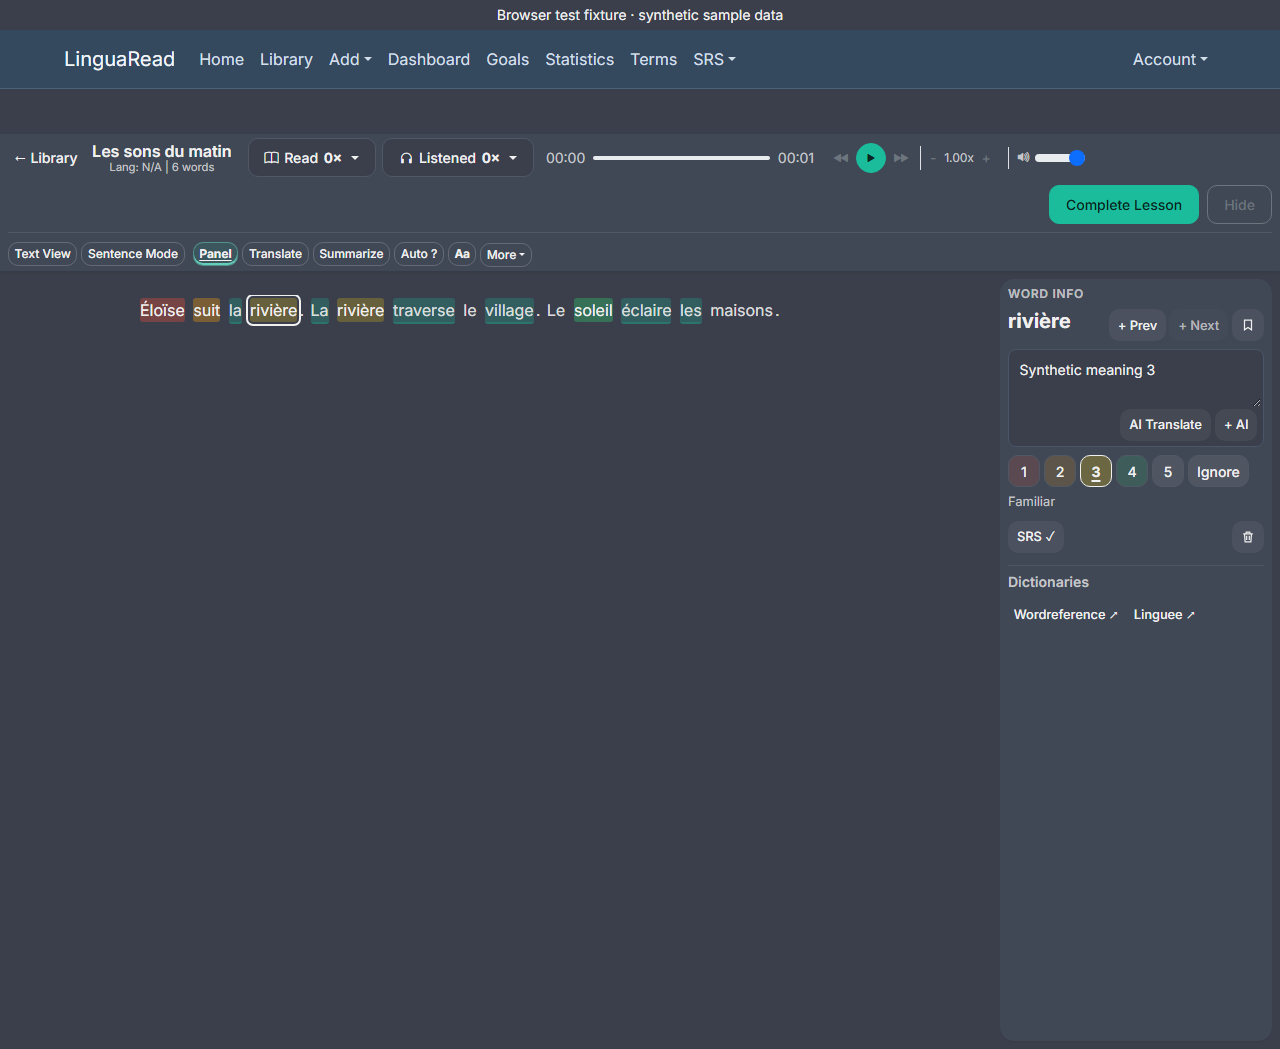 Browser test fixture · synthetic sample data
LinguaRead Home Library Add Dashboard Goals Statistics Terms SRS Account
← Library Les sons du matin Read 0× Listened 0× 00:00 00:01 - 1.00x +
Lang: N/A | 6 words
Complete Lesson Hide
Text View Sentence Mode Panel Translate Summarize Auto ? Aa More
Éloïse suit la rivière. La rivière traverse le village. Le soleil éclaire les maisons.
WORD INFO
rivière + Prev + Next
Synthetic meaning 3
AI Translate + AI
1 2 3 4 5 Ignore
Familiar
SRS ✓
Dictionaries
Wordreference ↗ Linguee ↗